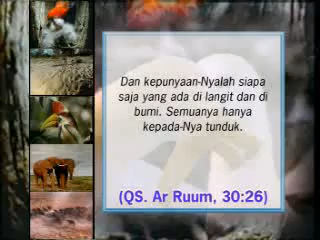 Dan kepunyaan-Nyalah siapa
saja yang ada di langit dan di
bumi. Semuanya hanya
kepada-Nya tunduk.
(QS. Ar Ruum, 30:26)